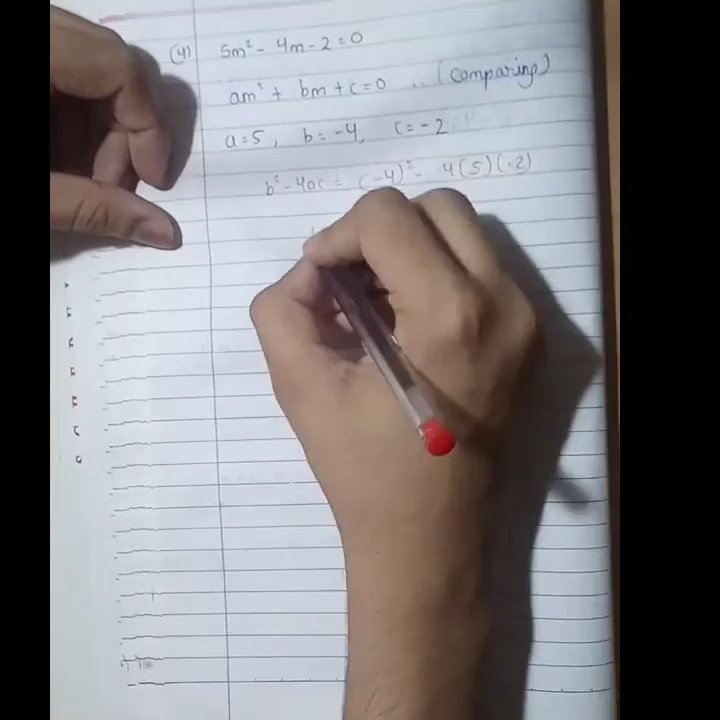 (4) 5m² - 4m - 2 = 0
am² + bm + c = 0 .. (comparing)
a = 5, b = -4, c = -2
b² - 4ac = (-4)² - 4(5)(-2)